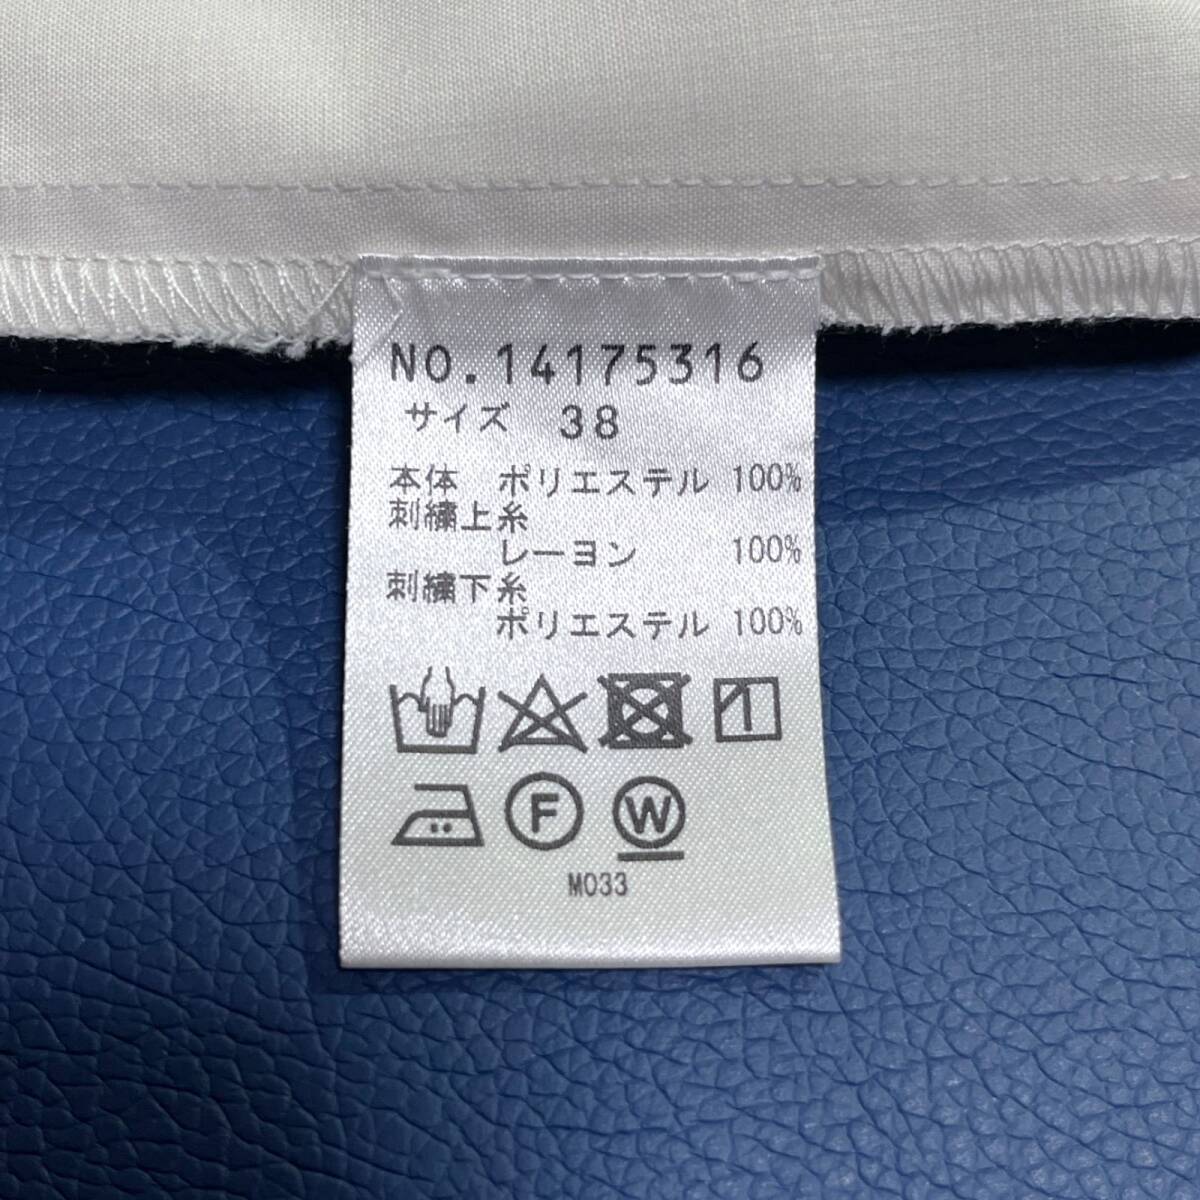 NO.14175316
サイズ 38
本体 ポリエステル 100%
刺繍上糸
レーヨン 100%
刺繍下糸
ポリエステル 100%
F W
M033